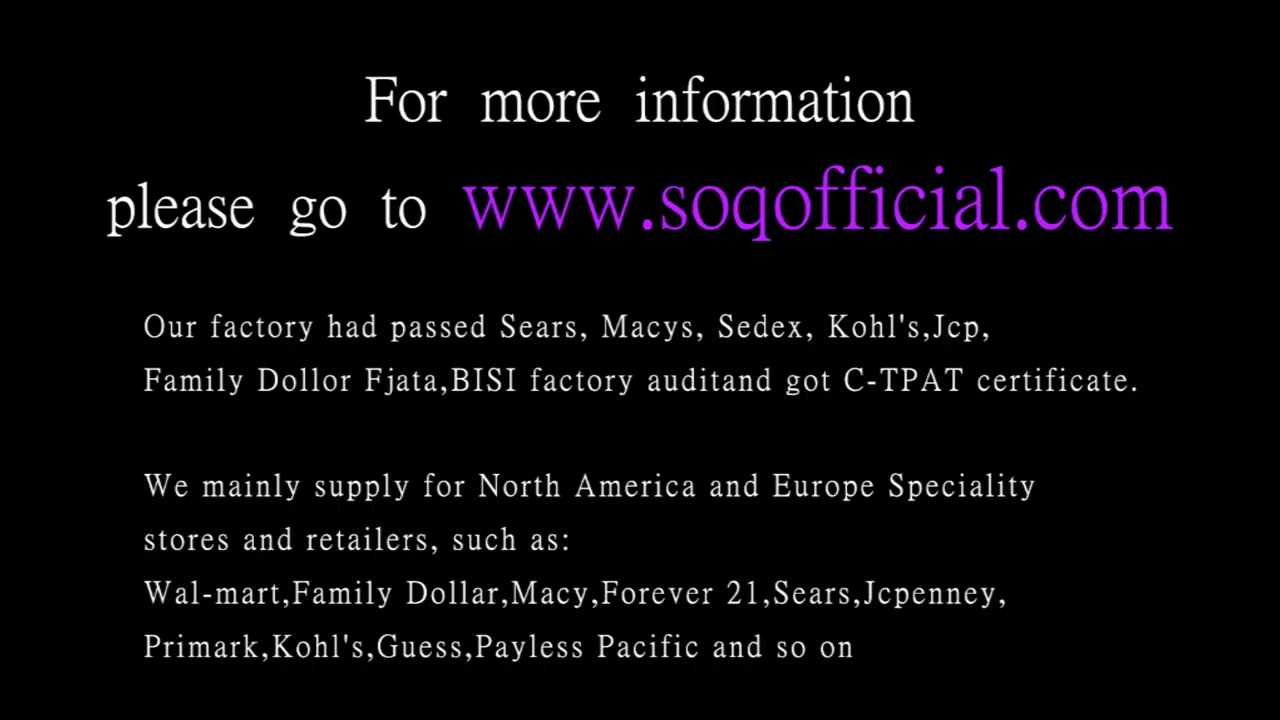 For more information
please go to www.soqofficial.com
Our factory had passed Sears, Macys, Sedex, Kohl's,Jcp,
Family Dollor Fjata,BISI factory auditand got C-TPAT certificate.
We mainly supply for North America and Europe Speciality
stores and retailers, such as:
Wal-mart,Family Dollar,Macy,Forever 21,Sears,Jcpenney,
Primark,Kohl's,Guess,Payless Pacific and so on